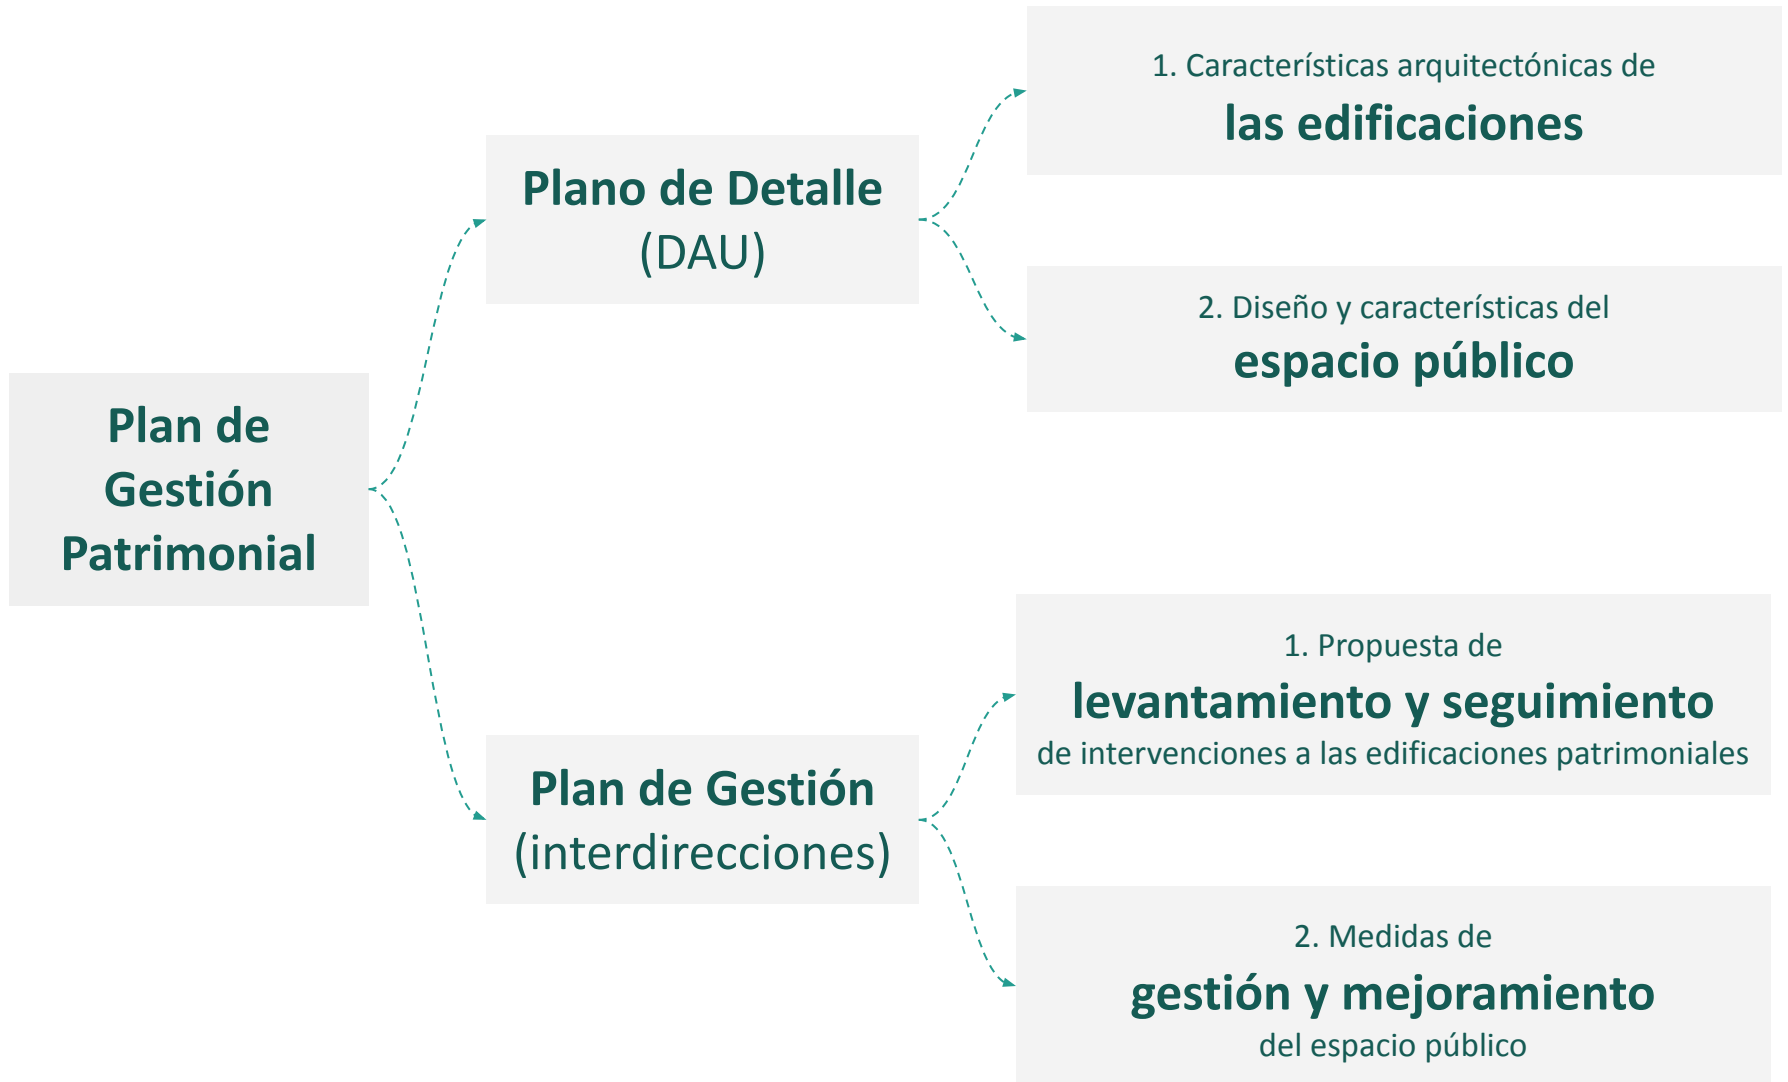 Plan de
Gestión
Patrimonial
Plano de Detalle
(DAU)
1. Características arquitectónicas de
las edificaciones
2. Diseño y características del
espacio público
Plan de Gestión
(interdirecciones)
1. Propuesta de
levantamiento y seguimiento
de intervenciones a las edificaciones patrimoniales
2. Medidas de
gestión y mejoramiento
del espacio público